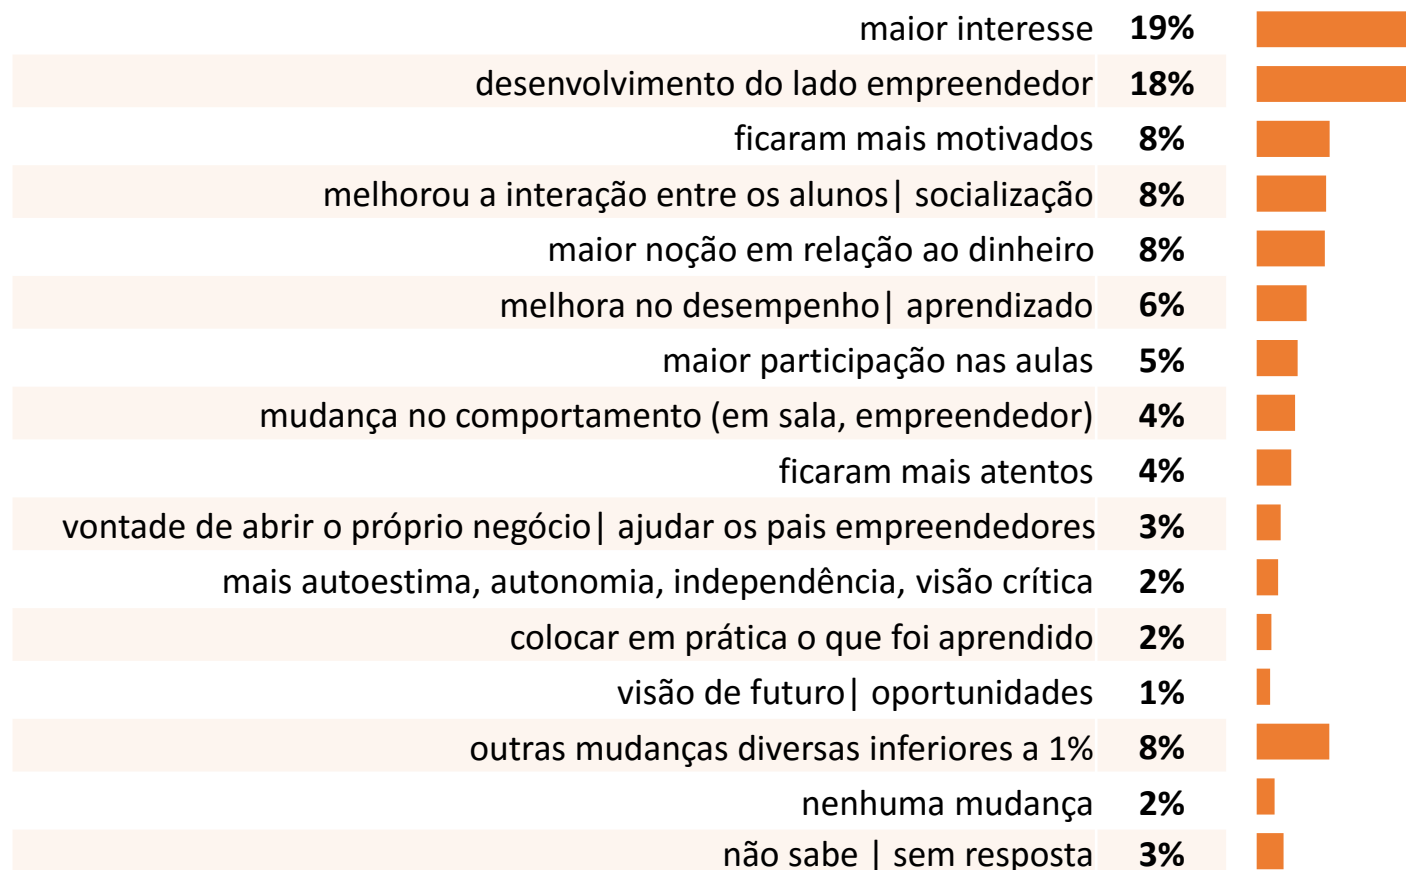 maior interesse 19%
desenvolvimento do lado empreendedor 18%
ficaram mais motivados 8%
melhorou a interação entre os alunos| socialização 8%
maior noção em relação ao dinheiro 8%
melhora no desempenho| aprendizado 6%
maior participação nas aulas 5%
mudança no comportamento (em sala, empreendedor) 4%
ficaram mais atentos 4%
vontade de abrir o próprio negócio| ajudar os pais empreendedores 3%
mais autoestima, autonomia, independência, visão crítica 2%
colocar em prática o que foi aprendido 2%
visão de futuro| oportunidades 1%
outras mudanças diversas inferiores a 1% 8%
nenhuma mudança 2%
não sabe | sem resposta 3%